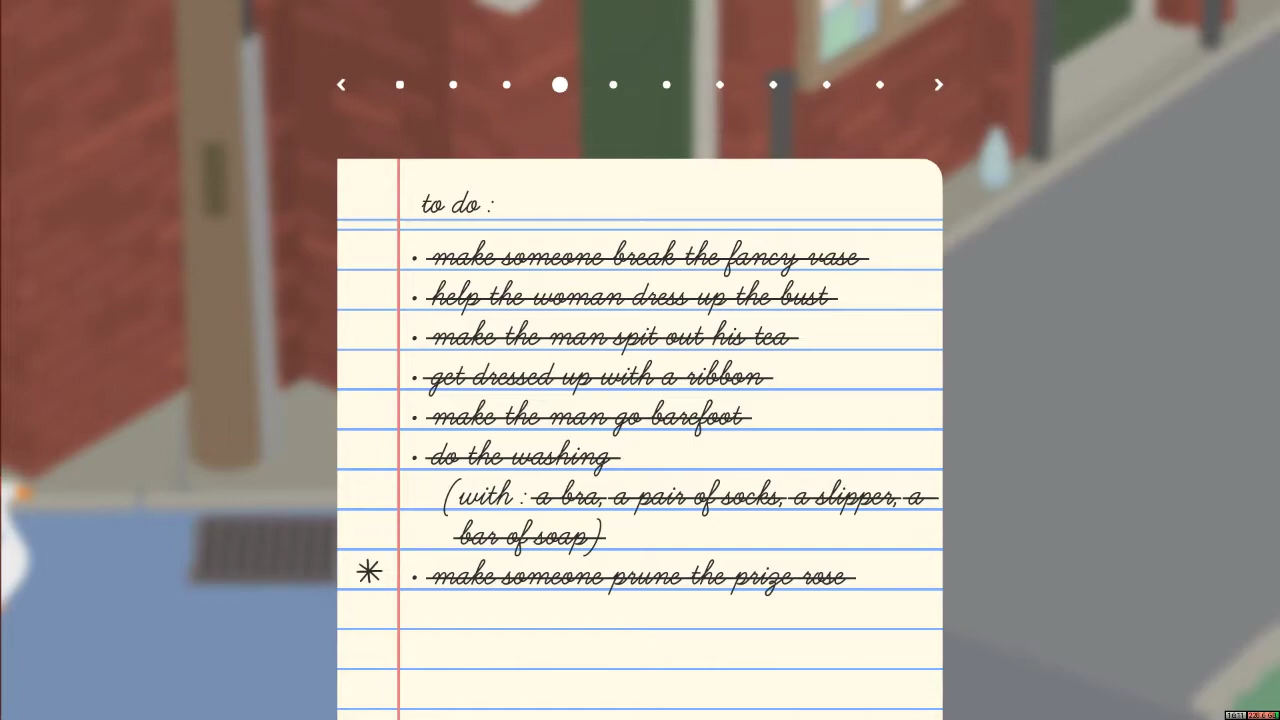 to do :
· make someone break the fancy vase
· help the woman dress up the bust
· make the man spit out his tea
· get dressed up with a ribbon
· make the man go barefoot
· do the washing
(with : a bra, a pair of socks, a slipper, a
bar of soap)
* · make someone prune the prize rose